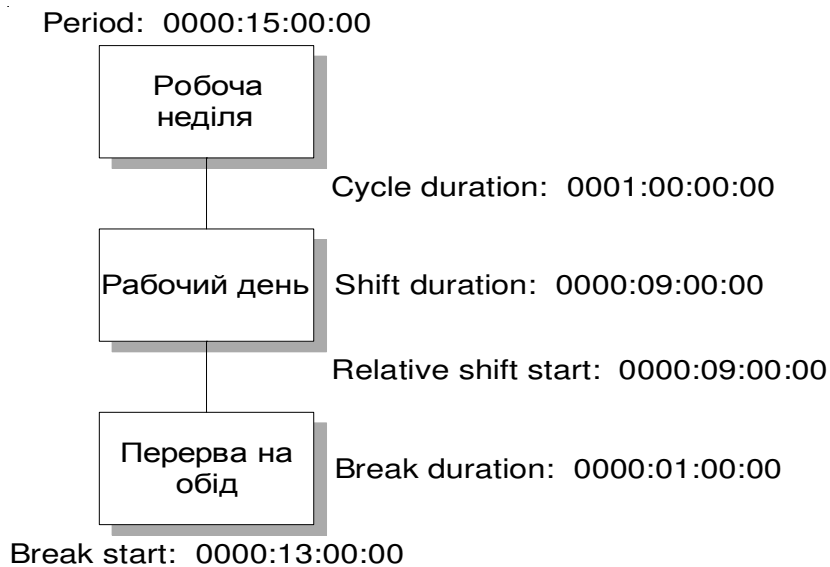 Period: 0000:15:00:00
Робоча
неділя
Cycle duration: 0001:00:00:00
Рабочий день
Shift duration: 0000:09:00:00
Relative shift start: 0000:09:00:00
Перерва на
обід
Break duration: 0000:01:00:00
Break start: 0000:13:00:00